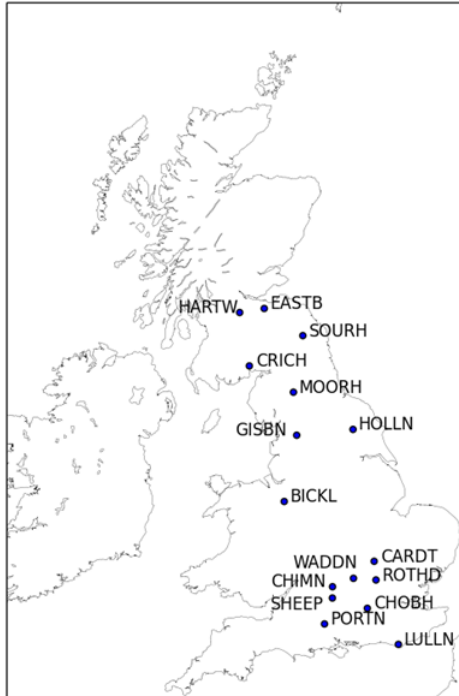 HARTW
EASTB
SOURH
CRICH
MOORH
GISBN
HOLLN
BICKL
WADDN
CARDT
CHIMN
ROTHD
SHEEP
CHOBH
PORTN
LULLN